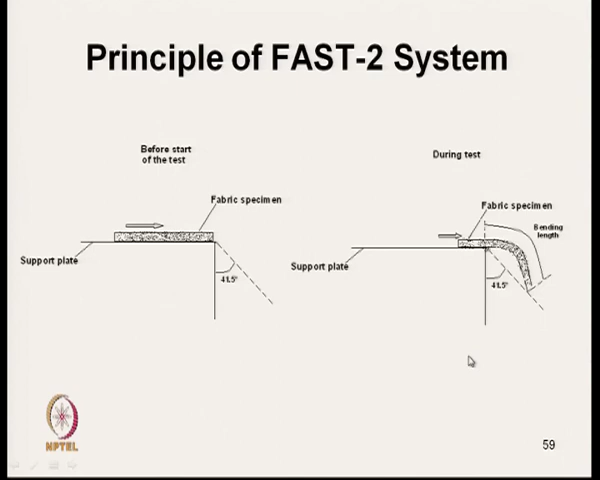 Principle of FAST-2 System
Before start
of the test
Fabric specimen
Support plate
41.5°
During test
Fabric specimen
Bending
length
Support plate
41.5°
NPTEL
59